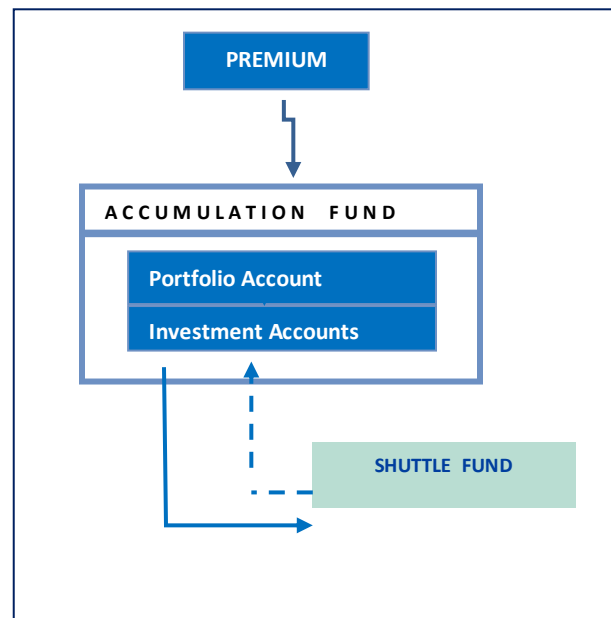 PREMIUM
ACCUMULATION FUND
Portfolio Account
Investment Accounts
SHUTTLE FUND